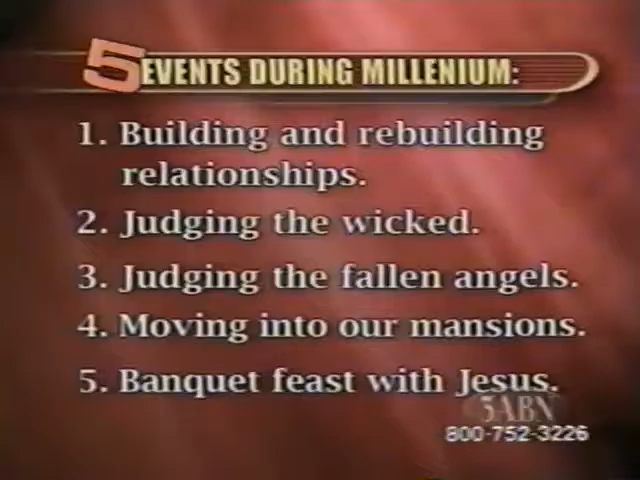 5 EVENTS DURING MILLENIUM:
1. Building and rebuilding
relationships.
2. Judging the wicked.
3. Judging the fallen angels.
4. Moving into our mansions.
5. Banquet feast with Jesus.
3ABN
800-752-3226